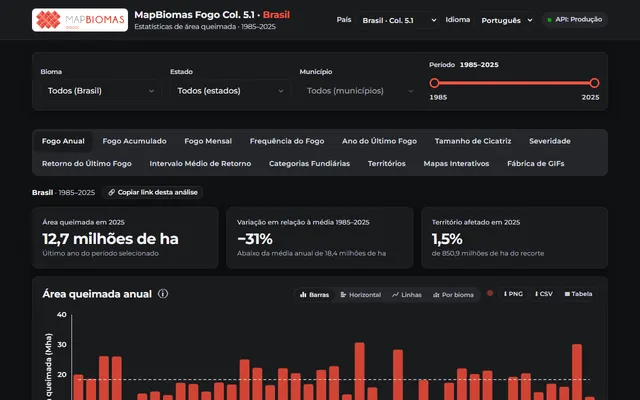 MAPBIOMAS
FOGO
MapBiomas Fogo Col. 5.1 · Brasil
Estatísticas de área queimada · 1985–2025
País
Brasil · Col. 5.1
Idioma
Português
API: Produção
Bioma
Todos (Brasil)
Estado
Todos (estados)
Município
Todos (municípios)
Período 1985–2025
1985
2025
Fogo Anual
Fogo Acumulado
Fogo Mensal
Frequência do Fogo
Ano do Último Fogo
Tamanho de Cicatriz
Severidade
Retorno do Último Fogo
Intervalo Médio de Retorno
Categorias Fundiárias
Territórios
Mapas Interativos
Fábrica de GIFs
Brasil · 1985–2025
Copiar link desta análise
Área queimada em 2025
12,7 milhões de ha
Último ano do período selecionado
Variação em relação à média 1985–2025
−31%
Abaixo da média anual de 18,4 milhões de ha
Território afetado em 2025
1,5%
de 850,9 milhões de ha do recorte
Área queimada anual
Barras
Horizontal
Linhas
Por bioma
PNG
CSV
Tabela
40
30
20
queimada (Mha)